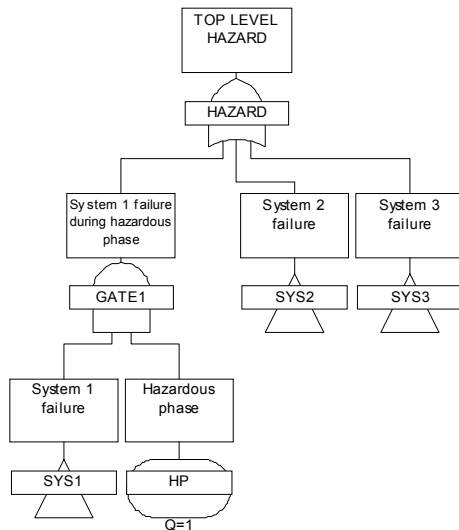 TOP LEVEL
HAZARD
HAZARD
System 1 failure
during hazardous
phase
System 2
failure
System 3
failure
GATE1
SYS2
SYS3
System 1
failure
Hazardous
phase
SYS1
HP
Q=1